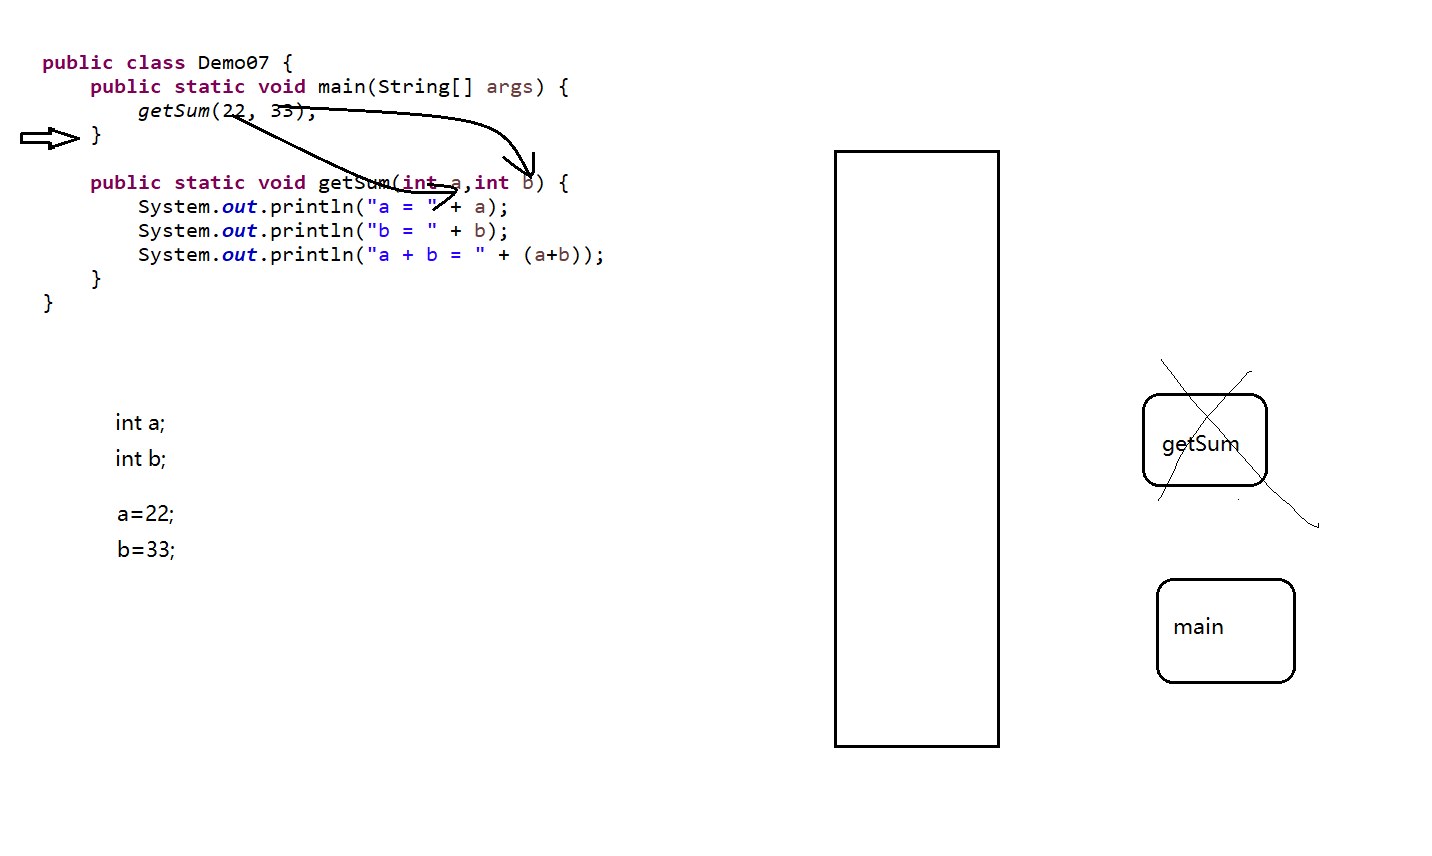 public class Demo07 {
public static void main(String[] args) {
getSum(22, 33);
}
public static void getSum(int a,int b) {
System.out.println("a = " + a);
System.out.println("b = " + b);
System.out.println("a + b = " + (a+b));
}
}
int a;
int b;
a=22;
b=33;
getSum
main